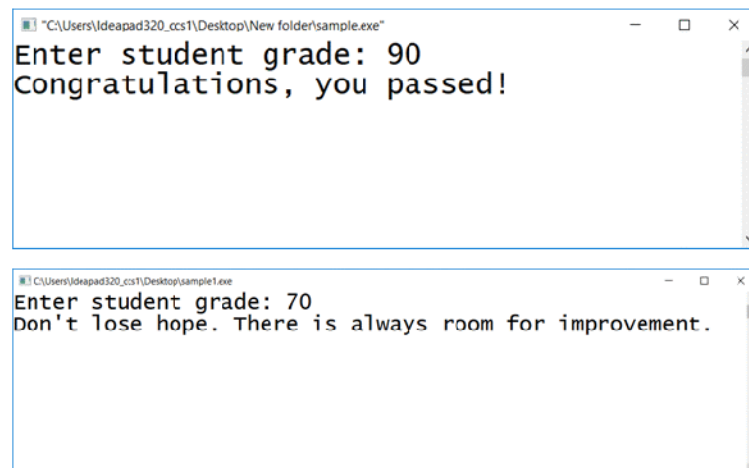 "C:\Users\Ideapad320_ccs1\Desktop\New folder\sample.exe"
Enter student grade: 90
Congratulations, you passed!
C:\Users\Ideapad320_ccs1\Desktop\sample1.exe
Enter student grade: 70
Don't lose hope. There is always room for improvement.